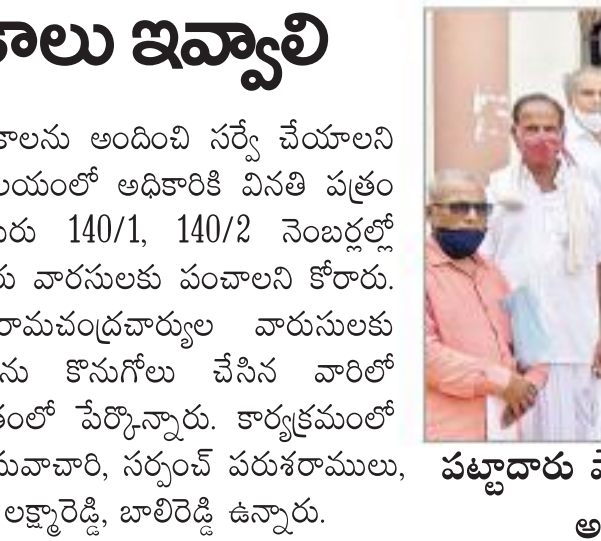 కాలు ఇవ్వాలి
కాలను అందించి సర్వే చేయాలని
లయంలో అధికారికి వినతి పత్రం
140/1, 140/2 నెంబర్లల్లో
రు వారసులకు పంచాలని కోరారు.
రామచంద్రచార్యుల వారుసులకు
ను కొనుగోలు చేసిన వారిలో
తంలో పేర్కొన్నారు. కార్యక్రమంలో
సర్పంచ్ పరుశరాములు,
లక్ష్మారెడ్డి, బాలిరెడ్డి ఉన్నారు.
పట్టాదారు